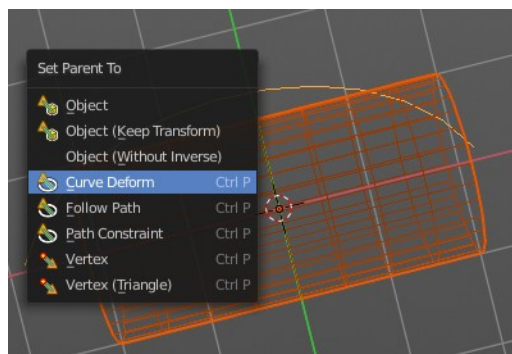 Set Parent To
Object
Object (Keep Transform)
Object (Without Inverse)
Curve Deform Ctrl P
Follow Path Ctrl P
Path Constraint Ctrl P
Vertex Ctrl P
Vertex (Triangle) Ctrl P